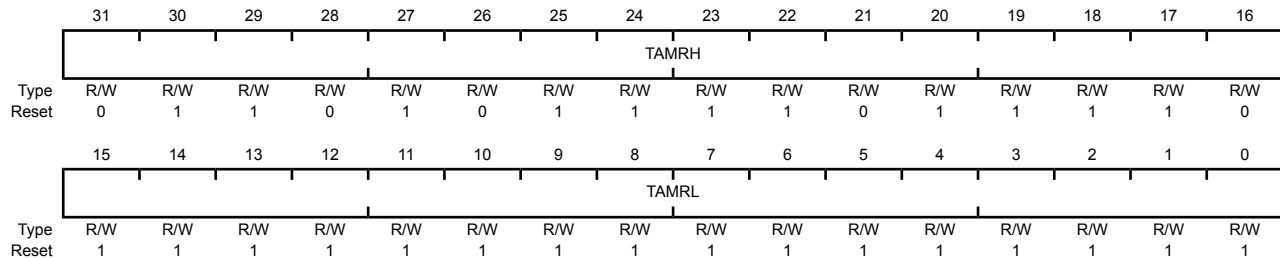 31 30 29 28 27 26 25 24 23 22 21 20 19 18 17 16
TAMRH
Type R/W R/W R/W R/W R/W R/W R/W R/W R/W R/W R/W R/W R/W R/W R/W R/W
Reset 0 1 1 0 1 0 1 1 1 1 0 1 1 1 1 0
15 14 13 12 11 10 9 8 7 6 5 4 3 2 1 0
TAMRL
Type R/W R/W R/W R/W R/W R/W R/W R/W R/W R/W R/W R/W R/W R/W R/W R/W
Reset 1 1 1 1 1 1 1 1 1 1 1 1 1 1 1 1